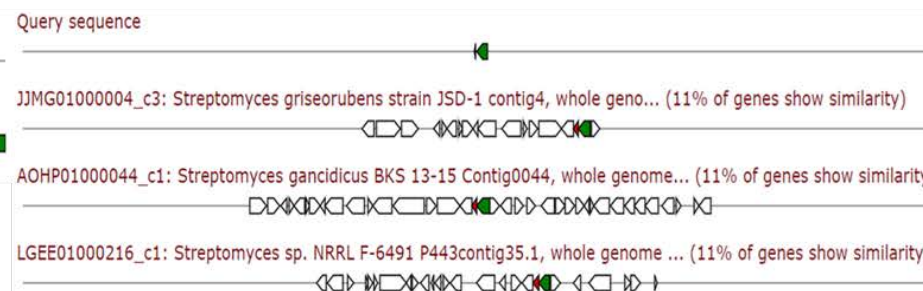 Query sequence
JJMG01000004_c3: Streptomyces griseorubens strain JSD-1 contig4, whole geno... (11% of genes show similarity)
AOHP01000044_c1: Streptomyces gancidicus BKS 13-15 Contig0044, whole genome... (11% of genes show similarity
LGEE01000216_c1: Streptomyces sp. NRRL F-6491 P443contig35.1, whole genome ... (11% of genes show similarity